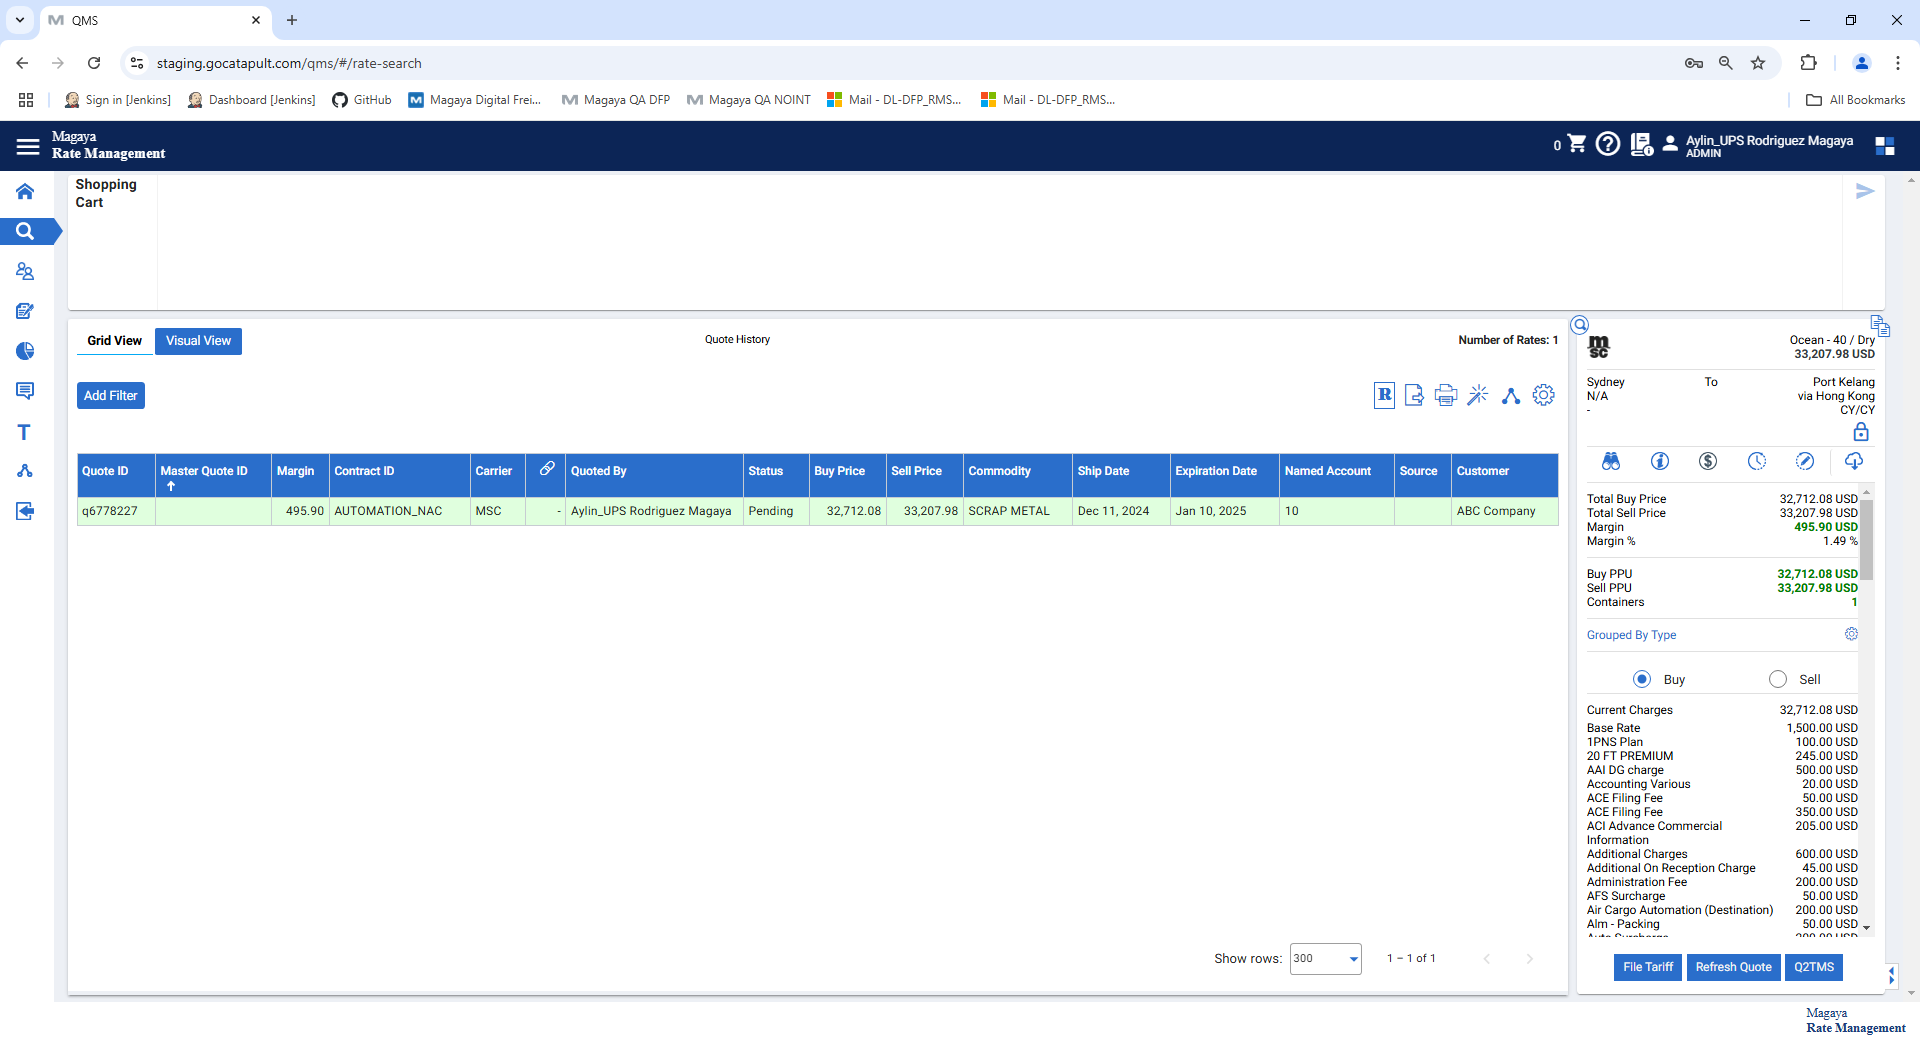 QMS
staging.gocatapult.com/qms/#/rate-search
Sign in [Jenkins]
Dashboard [Jenkins]
GitHub
Magaya Digital Frei...
Magaya QA DFP
Magaya QA NOINT
Mail - DL-DFP_RMS...
Mail - DL-DFP_RMS...
All Bookmarks
Magaya
Rate Management
0
Aylin_UPS Rodriguez Magaya
ADMIN
Shopping
Cart
Grid View
Visual View
Quote History
Number of Rates: 1
Add Filter
R
Quote ID Master Quote ID Margin Contract ID Carrier Quoted By Status Buy Price Sell Price Commodity Ship Date Expiration Date Named Account Source Customer
q6778227 495.90 AUTOMATION_NAC MSC - Aylin_UPS Rodriguez Magaya Pending 32,712.08 33,207.98 SCRAP METAL Dec 11, 2024 Jan 10, 2025 10 ABC Company
Show rows: 300 1 – 1 of 1
msc
Ocean - 40 / Dry
33,207.98 USD
Sydney To Port Kelang
N/A via Hong Kong
- CY/CY
Total Buy Price 32,712.08 USD
Total Sell Price 33,207.98 USD
Margin 495.90 USD
Margin % 1.49 %
Buy PPU 32,712.08 USD
Sell PPU 33,207.98 USD
Containers 1
Grouped By Type
Buy Sell
Current Charges 32,712.08 USD
Base Rate 1,500.00 USD
1PNS Plan 100.00 USD
20 FT PREMIUM 245.00 USD
AAI DG charge 500.00 USD
Accounting Various 20.00 USD
ACE Filing Fee 50.00 USD
ACE Filing Fee 350.00 USD
ACI Advance Commercial 205.00 USD
Information
Additional Charges 600.00 USD
Additional On Reception Charge 45.00 USD
Administration Fee 200.00 USD
AFS Surcharge 50.00 USD
Air Cargo Automation (Destination) 200.00 USD
Alm - Packing 50.00 USD
File Tariff
Refresh Quote
Q2TMS
Magaya
Rate Management